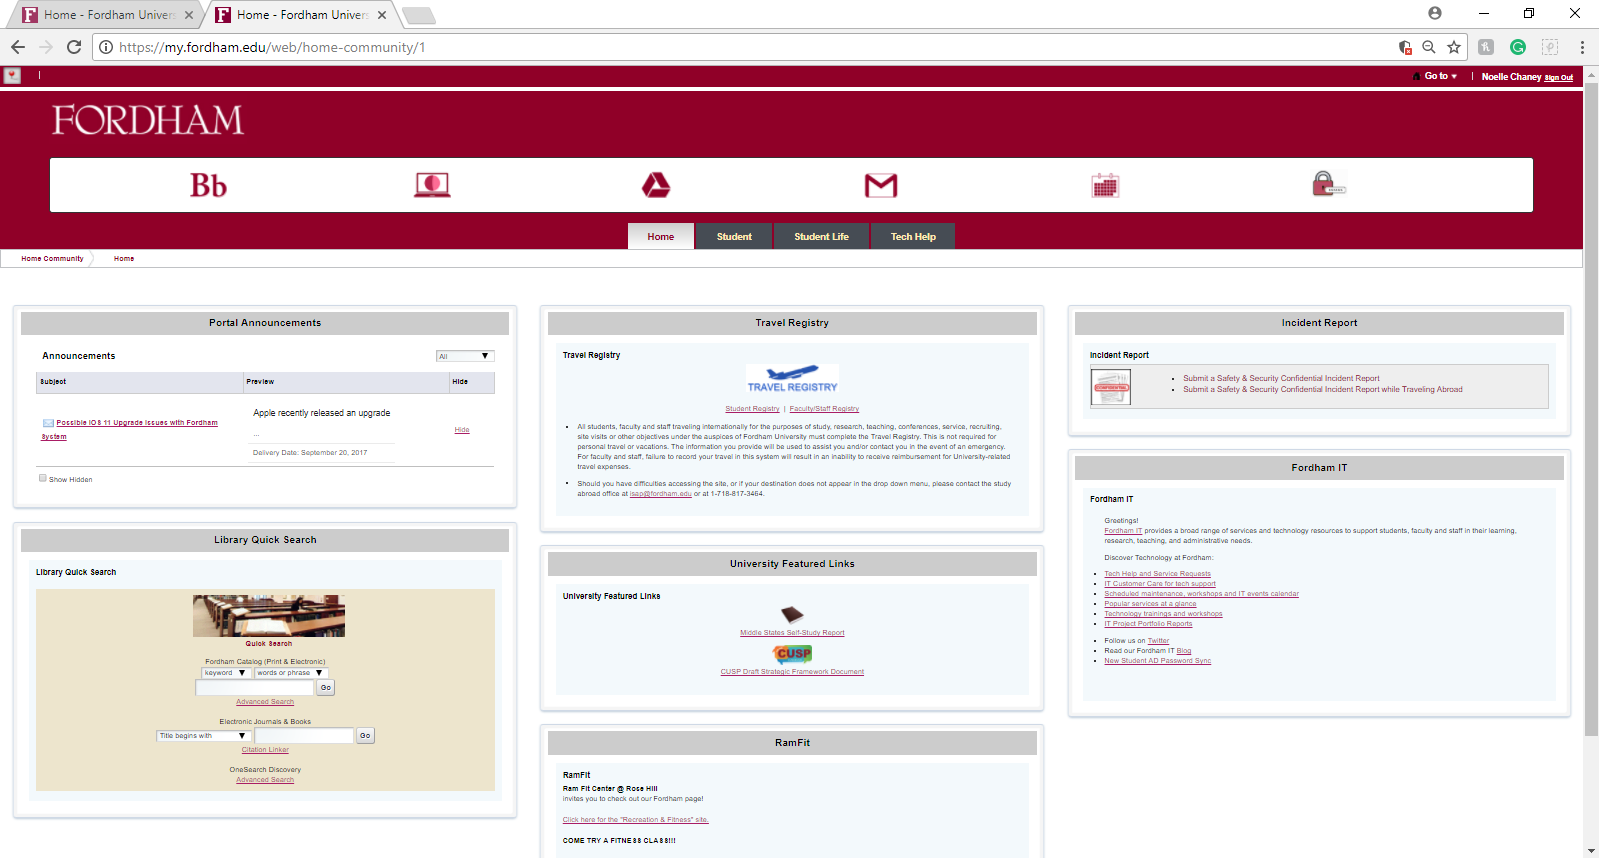 Home - Fordham Univers
Home - Fordham Univers
https://my.fordham.edu/web/home-community/1
Go to
Noelle Chaney Sign Out
FORDHAM
Bb
Home
Student
Student Life
Tech Help
Home Community
Home
Portal Announcements
Announcements
All
Subject
Preview
Hide
Possible iOS 11 Upgrade Issues with Fordham
System
Apple recently released an upgrade
...
Delivery Date: September 20, 2017
Hide
Show Hidden
Library Quick Search
Library Quick Search
Quick Search
Fordham Catalog (Print & Electronic)
keyword
words or phrase
Go
Advanced Search
Electronic Journals & Books
Title begins with
Go
Citation Linker
OneSearch Discovery
Advanced Search
Travel Registry
Travel Registry
TRAVEL REGISTRY
Student Registry | Faculty/Staff Registry
• All students, faculty and staff traveling internationally for the purposes of study, research, teaching, conferences, service, recruiting,
site visits or other objectives under the auspices of Fordham University must complete the Travel Registry. This is not required for
personal travel or vacations. The information you provide will be used to assist you and/or contact you in the event of an emergency.
For faculty and staff, failure to record your travel in this system will result in an inability to receive reimbursement for University-related
travel expenses.
• Should you have difficulties accessing the site, or if your destination does not appear in the drop down menu, please contact the study
abroad office at isap@fordham.edu or at 1-718-817-3464.
University Featured Links
University Featured Links
Middle States Self-Study Report
CUSP
CUSP Draft Strategic Framework Document
RamFit
RamFit
Ram Fit Center @ Rose Hill
invites you to check out our Fordham page!
Click here for the "Recreation & Fitness" site.
COME TRY A FITNESS CLASS!!!
Incident Report
Incident Report
CONFIDENTIAL
• Submit a Safety & Security Confidential Incident Report
• Submit a Safety & Security Confidential Incident Report while Traveling Abroad
Fordham IT
Fordham IT
Greetings!
Fordham IT provides a broad range of services and technology resources to support students, faculty and staff in their learning,
research, teaching, and administrative needs.
Discover Technology at Fordham:
• Tech Help and Service Requests
• IT Customer Care for tech support
• Scheduled maintenance, workshops and IT events calendar
• Popular services at a glance
• Technology trainings and workshops
• IT Project Portfolio Reports
• Follow us on Twitter
• Read our Fordham IT Blog
• New Student AD Password Sync